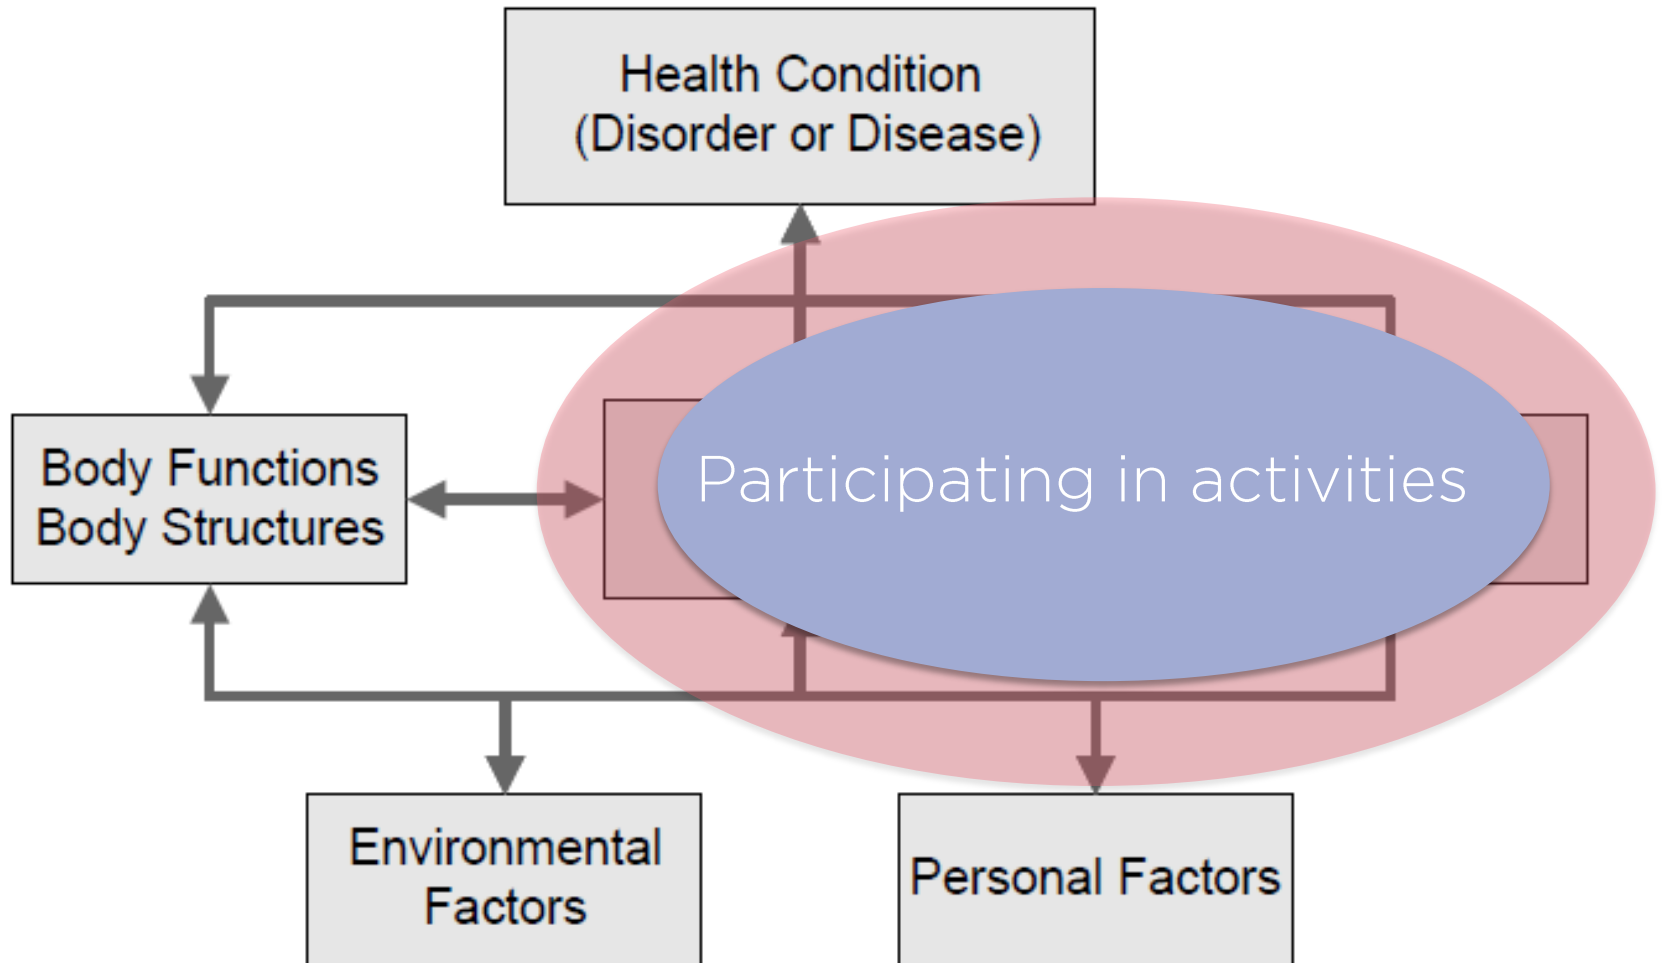 Health Condition
(Disorder or Disease)
Body Functions
Body Structures
Participating in activities
Environmental
Factors
Personal Factors